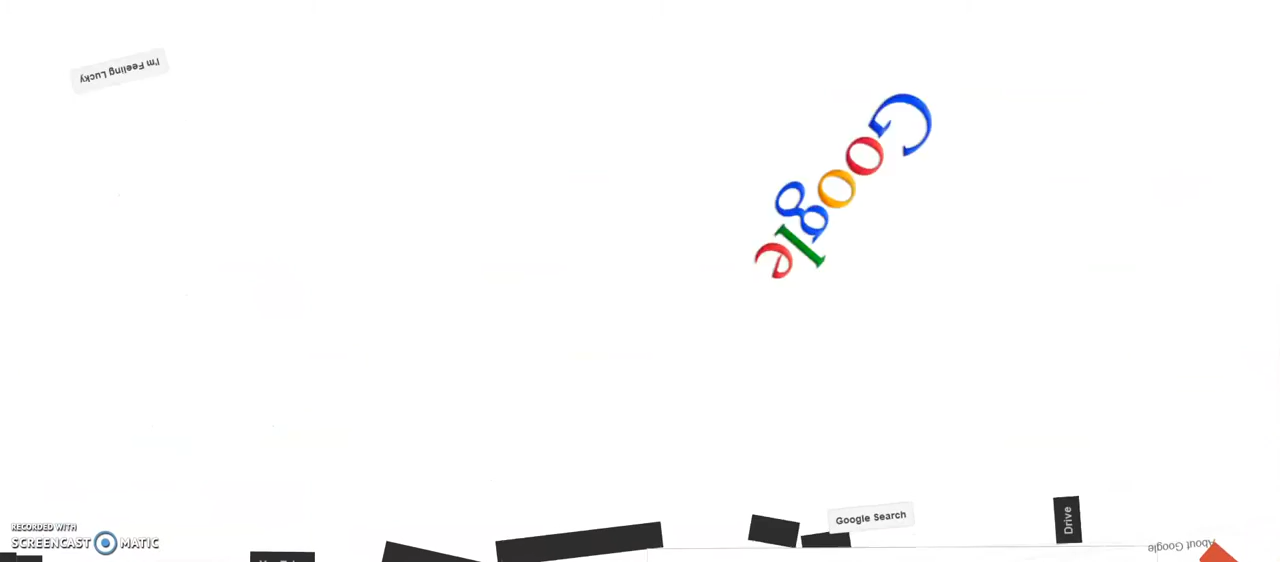 I'm Feeling Lucky
Google
Google Search
Drive
About Google
RECORDED WITH
SCREENCAST MATIC